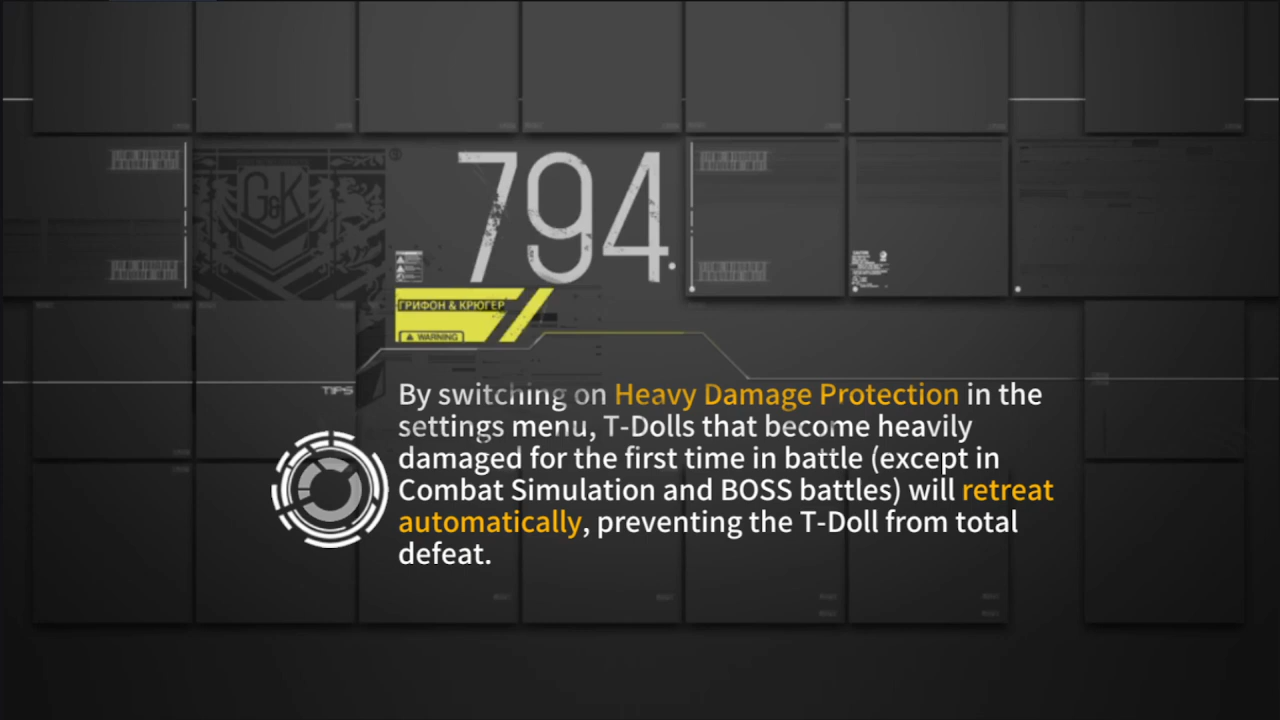 G&K
794.
ГРИФОН & КРЮГЕР
WARNING
TIPS
By switching on Heavy Damage Protection in the
settings menu, T-Dolls that become heavily
damaged for the first time in battle (except in
Combat Simulation and BOSS battles) will retreat
automatically, preventing the T-Doll from total
defeat.